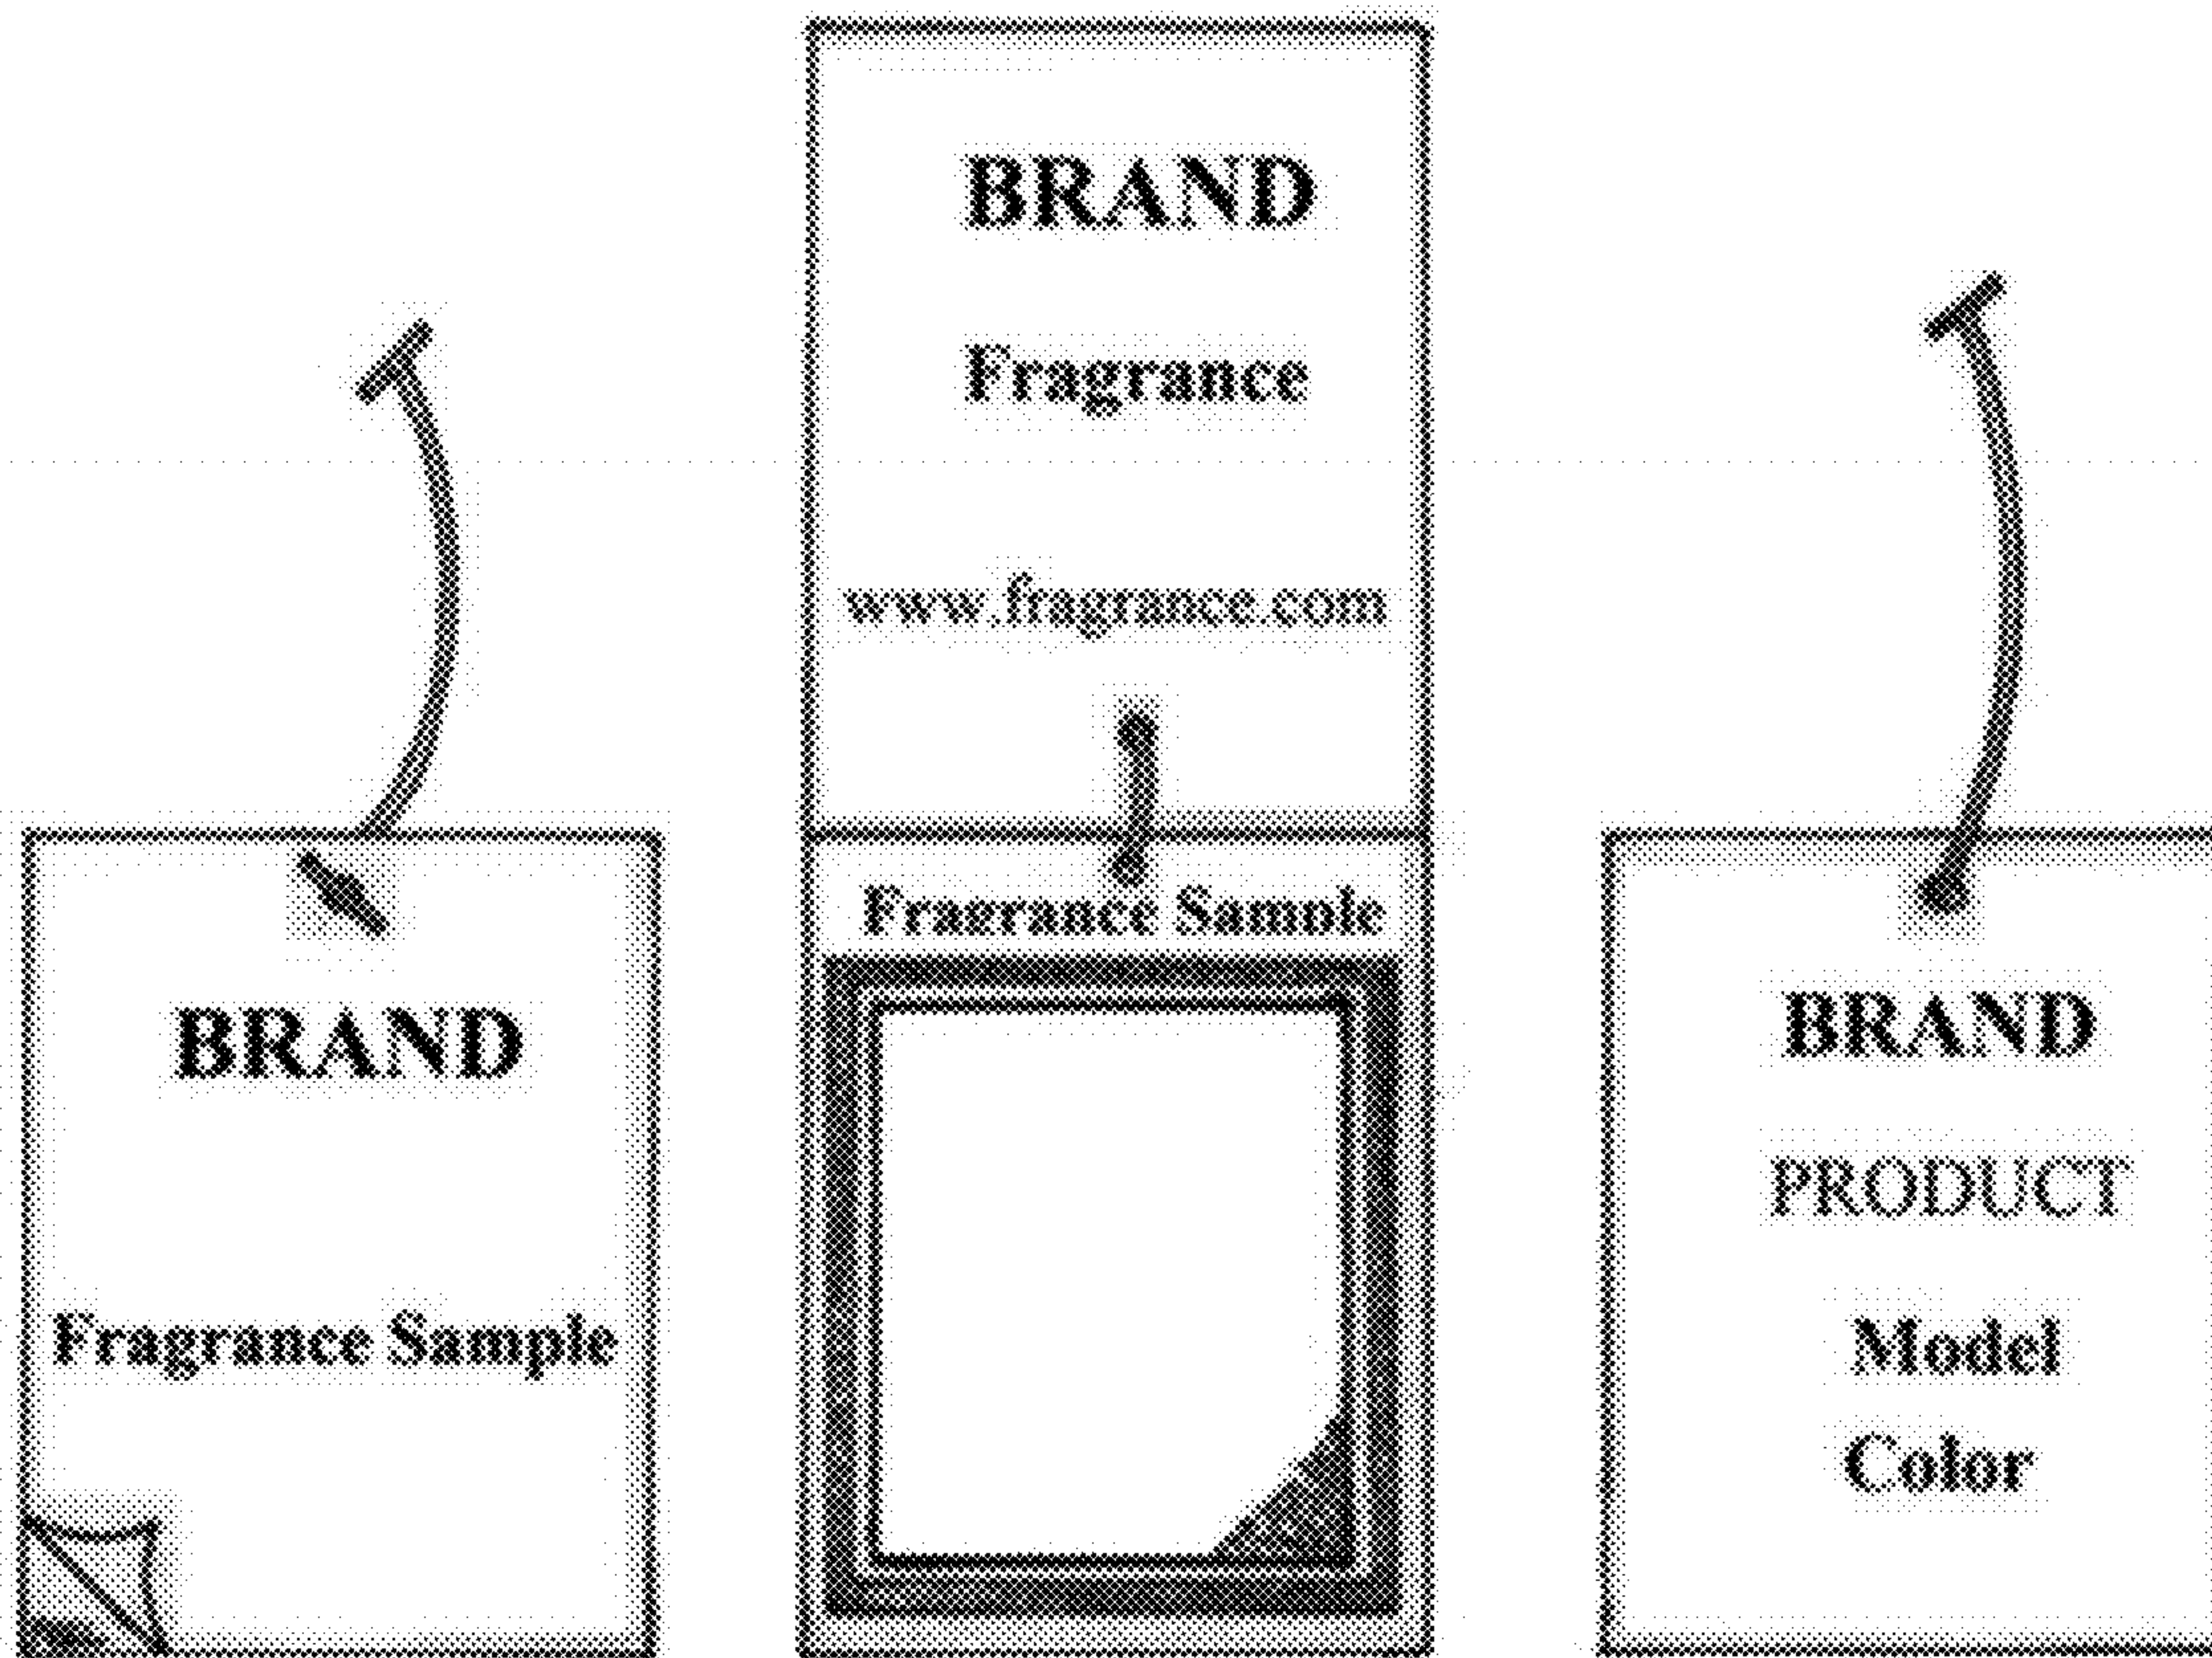 BRAND
Fragrance
www.fragrance.com
Fragrance Sample
BRAND
Fragrance Sample
BRAND
PRODUCT
Model
Color